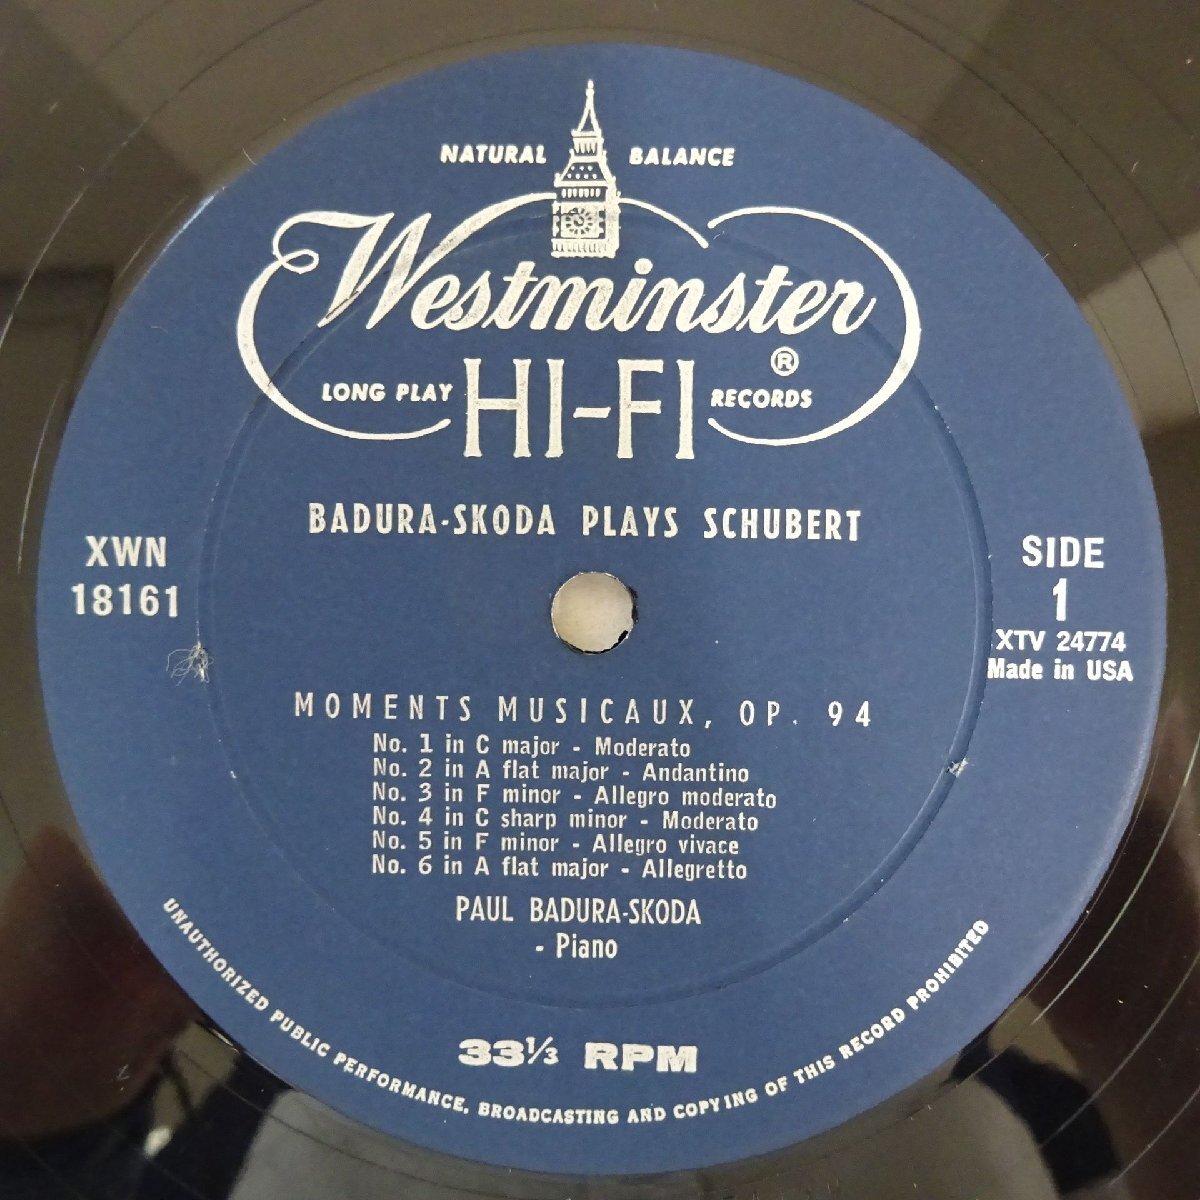 NATURAL BALANCE
Westminster
®
LONG PLAY HI-FI RECORDS
BADURA-SKODA PLAYS SCHUBERT
XWN
18161
SIDE
1
XTV 24774
Made in USA
MOMENTS MUSICAUX, OP. 94
No. 1 in C major - Moderato
No. 2 in A flat major - Andantino
No. 3 in F minor - Allegro moderato
No. 4 in C sharp minor - Moderato
No. 5 in F minor - Allegro vivace
No. 6 in A flat major - Allegretto
PAUL BADURA-SKODA
- Piano
33⅓ RPM
UNAUTHORIZED PUBLIC PERFORMANCE, BROADCASTING AND COPYING OF THIS RECORD PROHIBITED